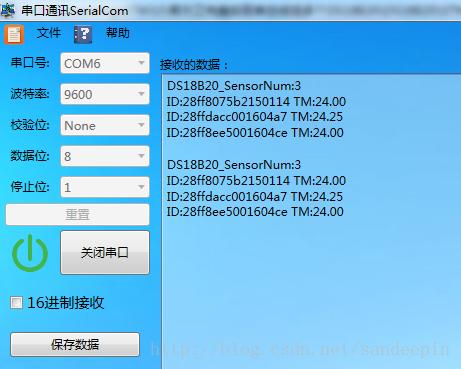 串口通讯SerialCom
文件
帮助
串口号:
COM6
波特率:
9600
校验位:
None
数据位:
8
停止位:
1
重置
关闭串口
16进制接收
保存数据
接收的数据：
DS18B20_SensorNum:3
ID:28ff8075b2150114 TM:24.00
ID:28ffdacc001604a7 TM:24.25
ID:28ff8ee5001604ce TM:24.00
DS18B20_SensorNum:3
ID:28ff8075b2150114 TM:24.00
ID:28ffdacc001604a7 TM:24.25
ID:28ff8ee5001604ce TM:24.00
http://blog.csdn.net/sandeepin